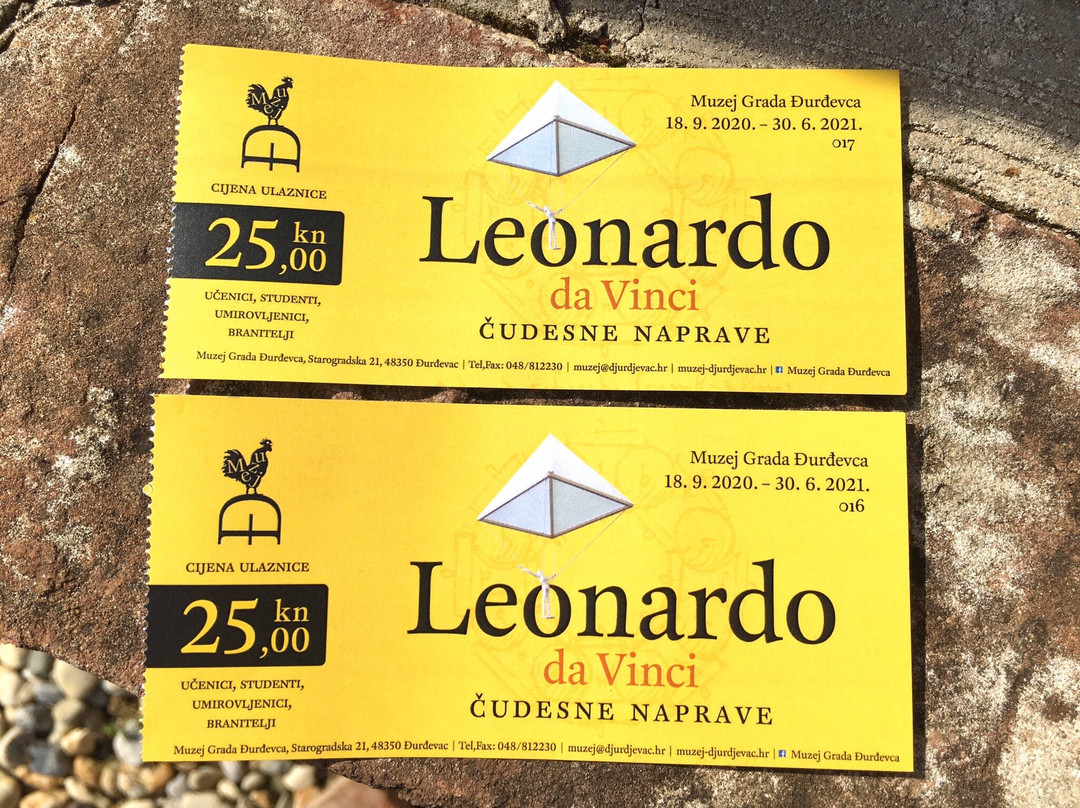 Muzej
CIJENA ULAZNICE
25,00 kn
UČENICI, STUDENTI,
UMIROVLJENICI,
BRANITELJI
Muzej Grada Đurđevca
18. 9. 2020. – 30. 6. 2021.
017
Leonardo
da Vinci
ČUDESNE NAPRAVE
Muzej Grada Đurđevca, Starogradska 21, 48350 Đurđevac | Tel,Fax: 048/812230 | muzej@djurdjevac.hr | muzej-djurdjevac.hr | f Muzej Grada Đurđevca
Muzej
CIJENA ULAZNICE
25,00 kn
UČENICI, STUDENTI,
UMIROVLJENICI,
BRANITELJI
Muzej Grada Đurđevca
18. 9. 2020. – 30. 6. 2021.
016
Leonardo
da Vinci
ČUDESNE NAPRAVE
Muzej Grada Đurđevca, Starogradska 21, 48350 Đurđevac | Tel,Fax: 048/812230 | muzej@djurdjevac.hr | muzej-djurdjevac.hr | f Muzej Grada Đurđevca